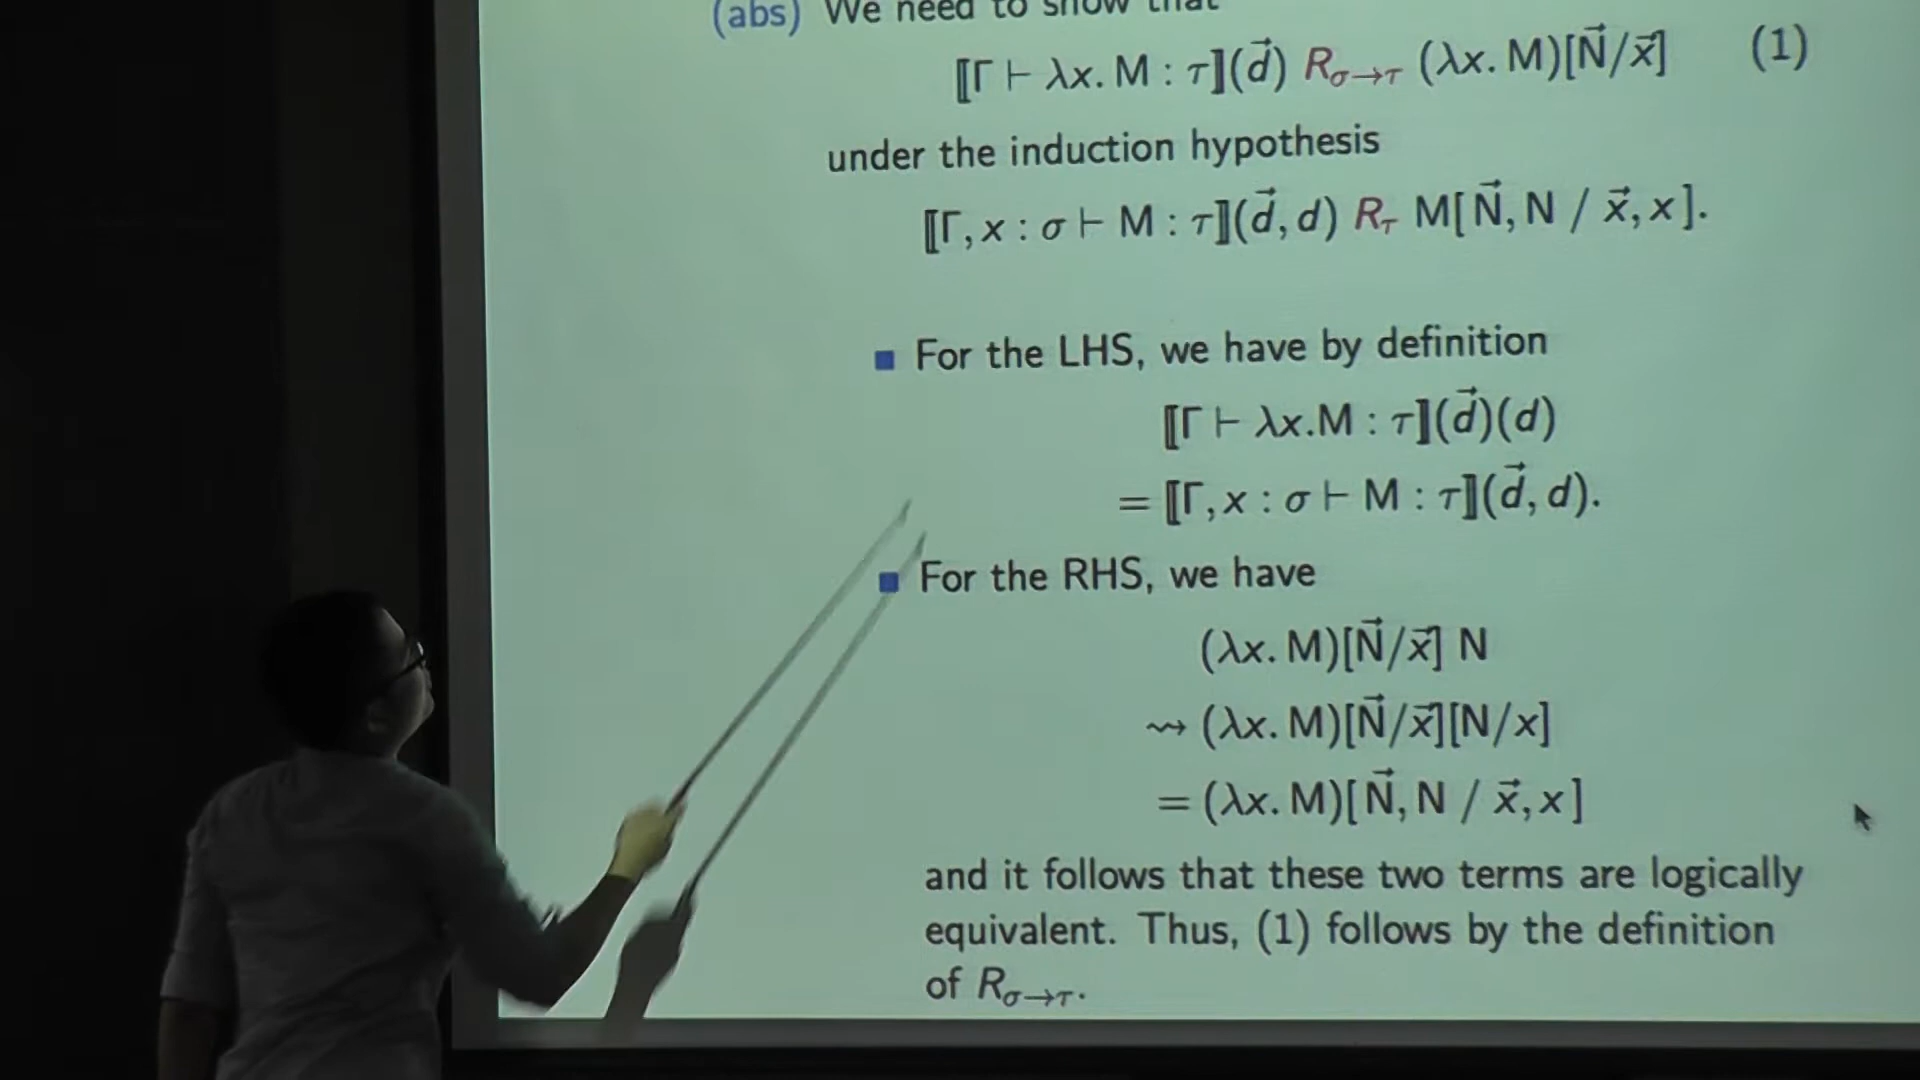 (abs) We need to show that
⟦Γ ⊢ λx. M : τ⟧(d⃗) R_{σ→τ} (λx. M)[N⃗/x⃗] (1)
under the induction hypothesis
⟦Γ, x : σ ⊢ M : τ⟧(d⃗, d) R_τ M[N⃗, N / x⃗, x].
■ For the LHS, we have by definition
⟦Γ ⊢ λx.M : τ⟧(d⃗)(d)
= ⟦Γ, x : σ ⊢ M : τ⟧(d⃗, d).
■ For the RHS, we have
(λx. M)[N⃗/x⃗] N
⇝ (λx. M)[N⃗/x⃗][N/x]
= (λx. M)[N⃗, N / x⃗, x]
and it follows that these two terms are logically
equivalent. Thus, (1) follows by the definition
of R_{σ→τ}.